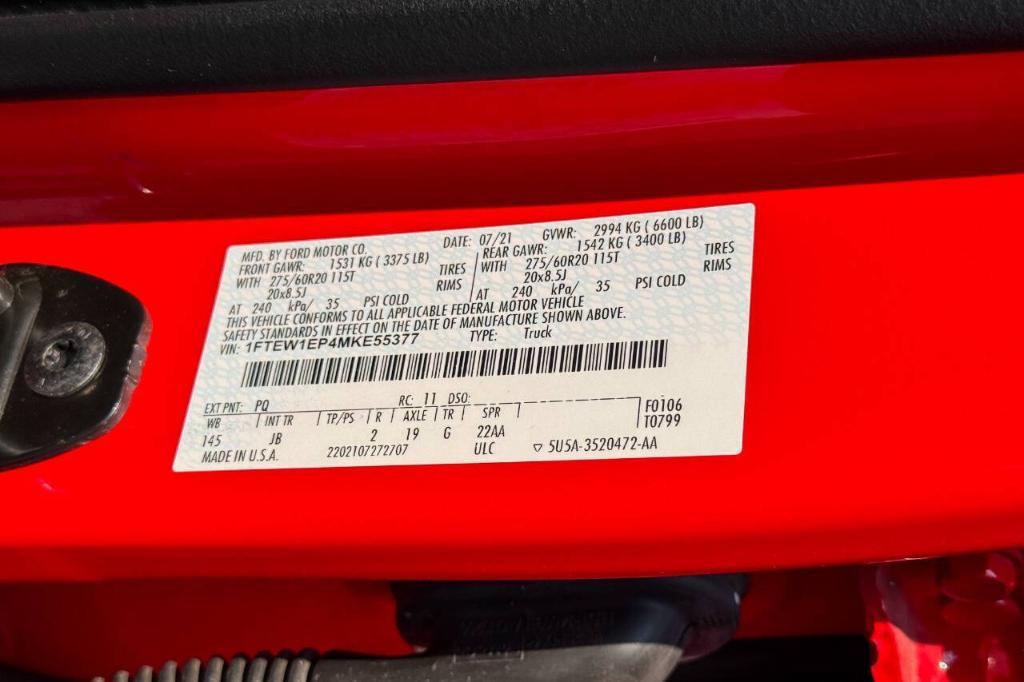 MFD. BY FORD MOTOR CO. DATE: 07/21 GVWR: 2994 KG ( 6600 LB)
FRONT GAWR: 1531 KG ( 3375 LB) REAR GAWR: 1542 KG ( 3400 LB)
WITH 275/60R20 115T TIRES WITH 275/60R20 115T TIRES
20x8.5J RIMS 20x8.5J RIMS
AT 240 kPa/ 35 PSI COLD AT 240 kPa/ 35 PSI COLD
THIS VEHICLE CONFORMS TO ALL APPLICABLE FEDERAL MOTOR VEHICLE
SAFETY STANDARDS IN EFFECT ON THE DATE OF MANUFACTURE SHOWN ABOVE.
VIN: 1FTEW1EP4MKE55377 TYPE: Truck
EXT PNT: PQ RC: 11 DSO: F0106
WB INT TR TP/PS R AXLE TR SPR T0799
145 JB 2 19 G 22AA
MADE IN U.S.A. 2202107272707 ULC ▽ 5U5A-3520472-AA